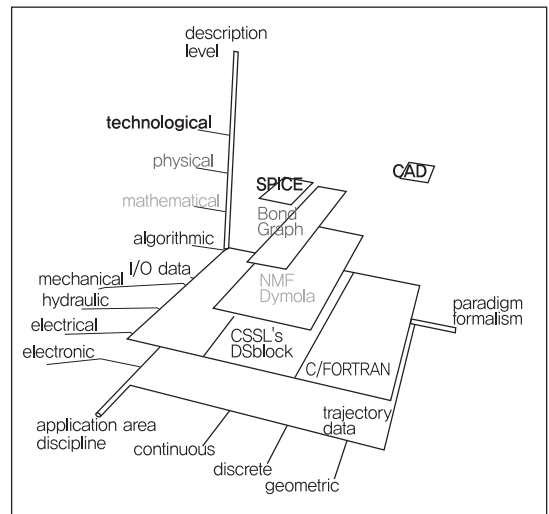 description
level
technological
CAD
physical
SPICE
mathematical
Bond
Graph
algorithmic
I/O data
mechanical
NMF
Dymola
hydraulic
paradigm
formalism
electrical
CSSL's
DSblock
electronic
C/FORTRAN
trajectory
data
application area
discipline
continuous
discrete
geometric